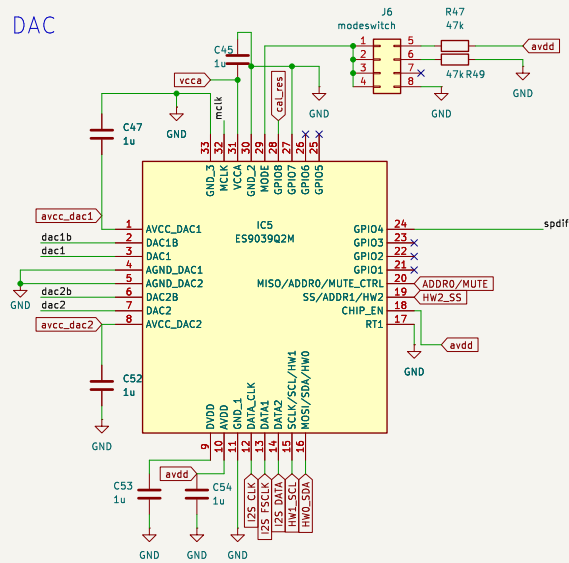 DAC
J6
modeswitch
R47
47k
C45
1u
1
5
avdd
2
6
3
7
47k
R49
4
8
vcca
mclk
cal_res
GND
GND
GND
GND
C47
1u
33
32
31
30
29
28
27
26
25
GND_3
MCLK
VCCA
GND_2
MODE
GPIO8
GPIO7
GPIO6
GPIO5
avcc_dac1
IC5
ES9039Q2M
1
AVCC_DAC1
GPIO4
24
spdif
dac1b
2
DAC1B
GPIO3
23
dac1
3
DAC1
GPIO2
22
4
AGND_DAC1
GPIO1
21
5
AGND_DAC2
MISO/ADDR0/MUTE_CTRL
20
ADDR0/MUTE
dac2b
6
DAC2B
SS/ADDR1/HW2
19
HW2_SS
GND
dac2
7
DAC2
CHIP_EN
18
avcc_dac2
8
AVCC_DAC2
RT1
17
avdd
GND
C52
1u
GND
DVDD
AVDD
GND_1
DATA_CLK
DATA1
DATA2
SCLK/SCL/HW1
MOSI/SDA/HW0
9
10
11
12
13
14
15
16
avdd
C53
1u
C54
1u
I2S_CLK
I2S_FSCLK
I2S_DATA
HW1_SCL
HW0_SDA
GND
GND
GND